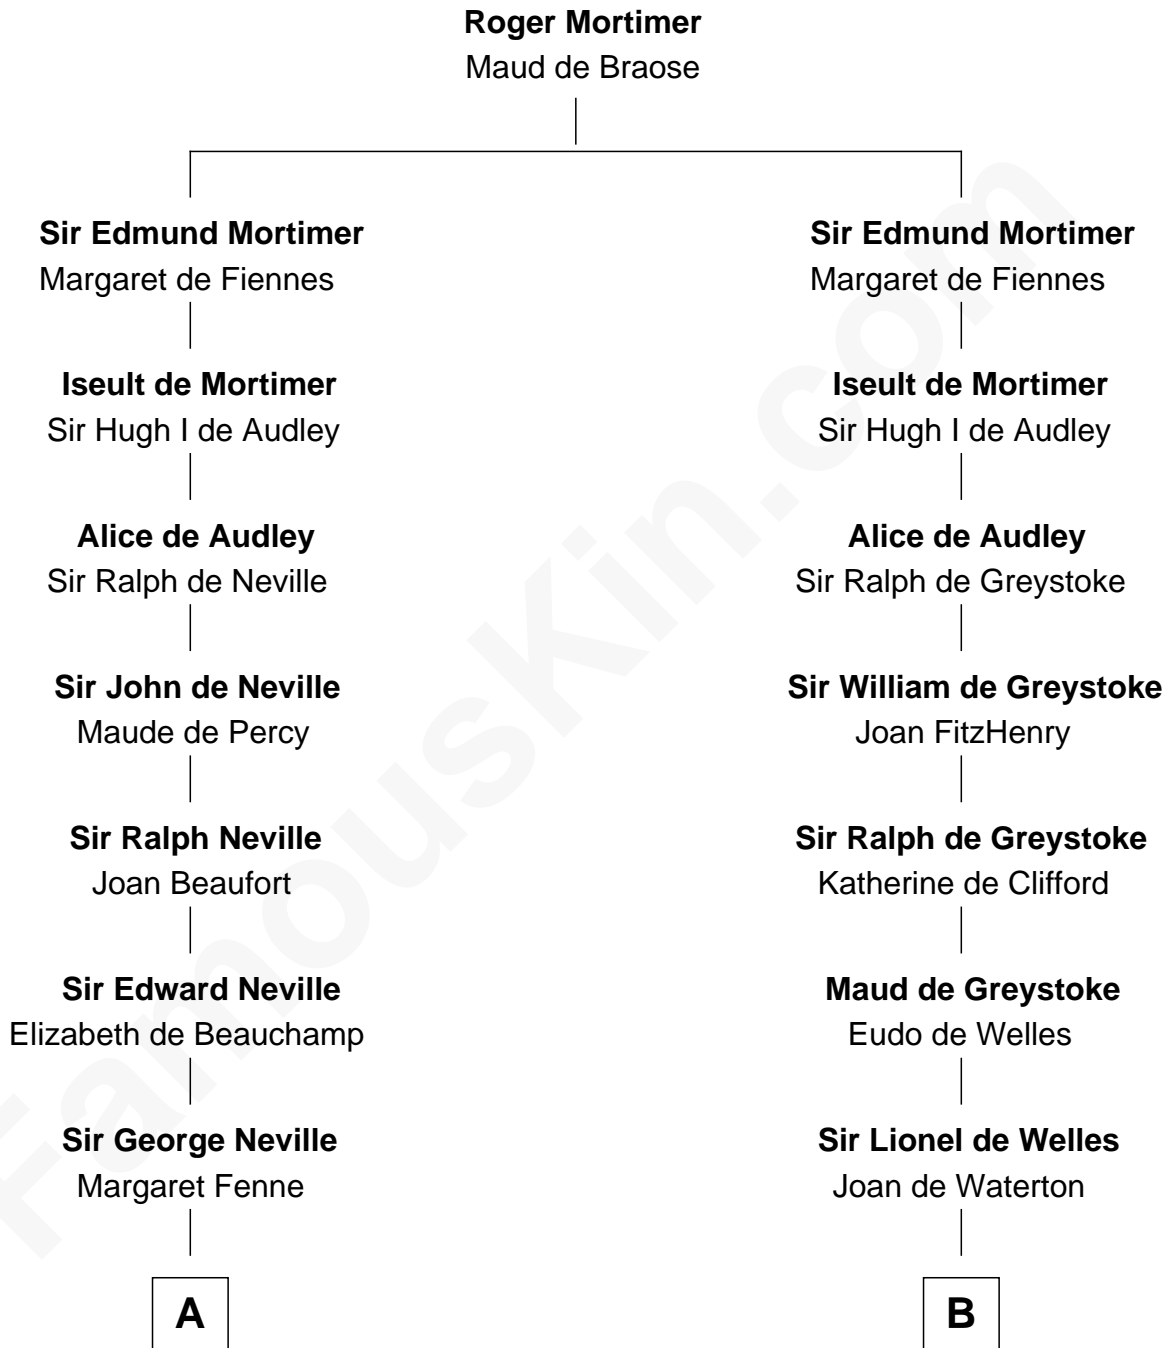 Roger Mortimer
Maud de Braose
Sir Edmund Mortimer
Margaret de Fiennes
Iseult de Mortimer
Sir Hugh I de Audley
Alice de Audley
Sir Ralph de Neville
Sir John de Neville
Maude de Percy
Sir Ralph Neville
Joan Beaufort
Sir Edward Neville
Elizabeth de Beauchamp
Sir George Neville
Margaret Fenne
A
Sir Edmund Mortimer
Margaret de Fiennes
Iseult de Mortimer
Sir Hugh I de Audley
Alice de Audley
Sir Ralph de Greystoke
Sir William de Greystoke
Joan FitzHenry
Sir Ralph de Greystoke
Katherine de Clifford
Maud de Greystoke
Eudo de Welles
Sir Lionel de Welles
Joan de Waterton
B
FamousKin.com